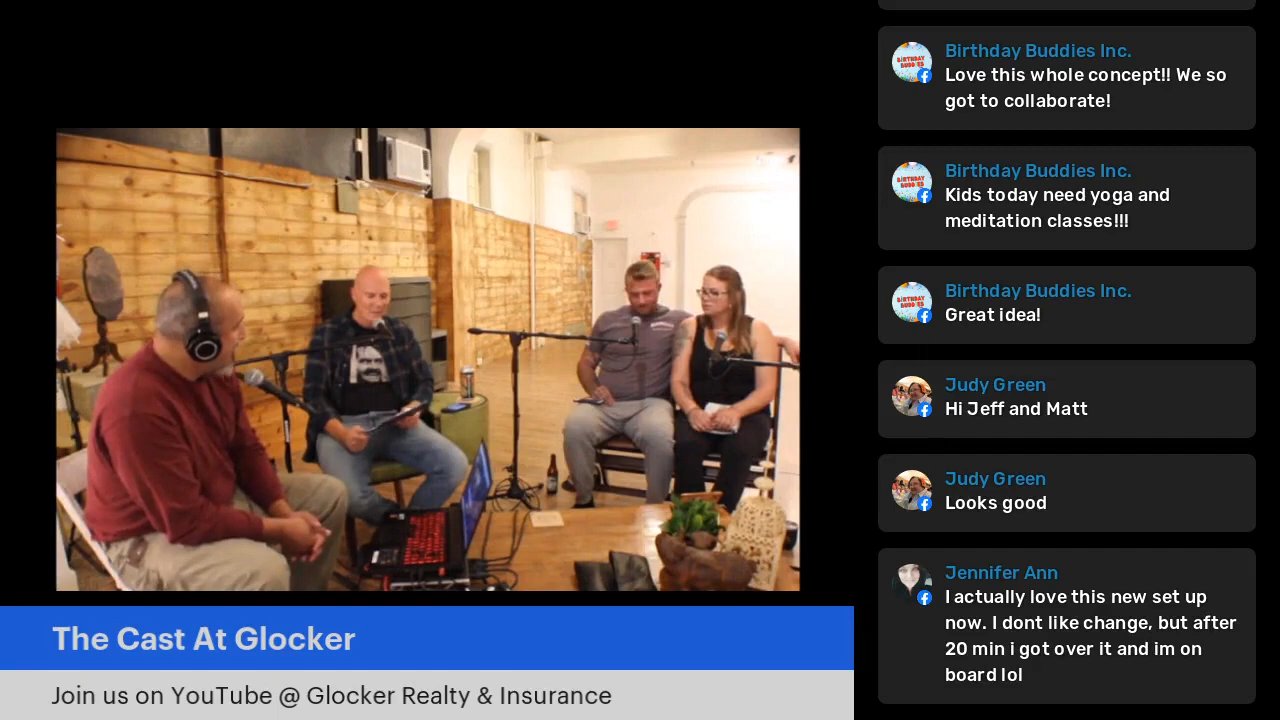 Birthday Buddies Inc.
Love this whole concept!! We so
got to collaborate!
Birthday Buddies Inc.
Kids today need yoga and
meditation classes!!!
Birthday Buddies Inc.
Great idea!
Judy Green
Hi Jeff and Matt
Judy Green
Looks good
Jennifer Ann
I actually love this new set up
now. I dont like change, but after
20 min i got over it and im on
board lol
The Cast At Glocker
Join us on YouTube @ Glocker Realty & Insurance